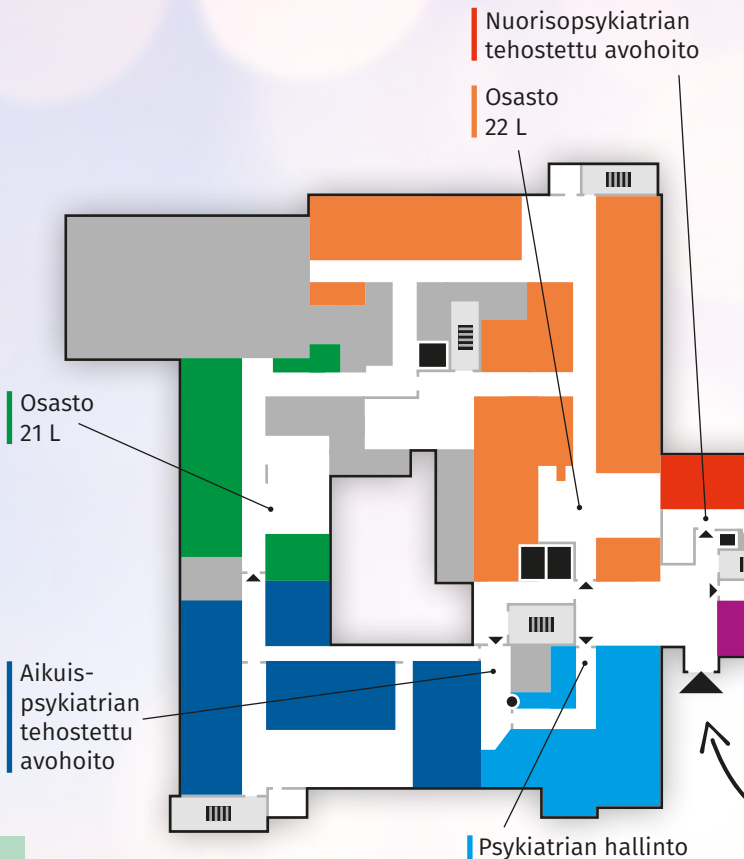 Nuorisopsykiatrian
tehostettu avohoito
Osasto
22 L
Osasto
21 L
Aikuis-
psykiatrian
tehostettu
avohoito
Psykiatrian hallinto